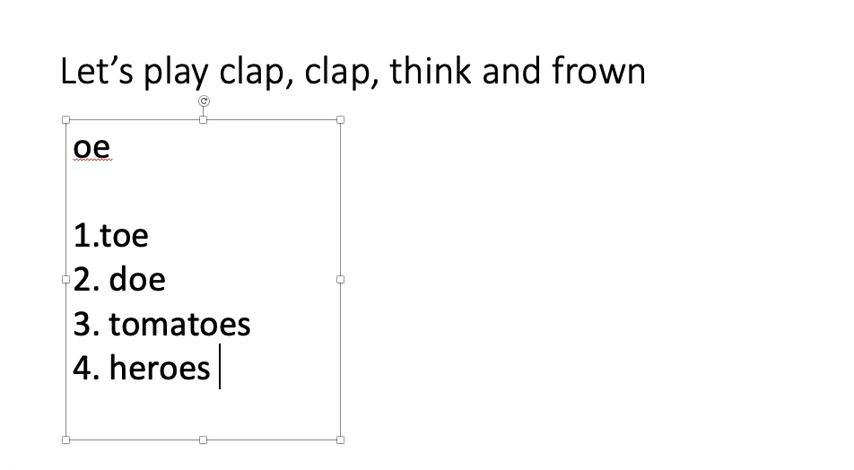 Let's play clap, clap, think and frown
oe
1.toe
2. doe
3. tomatoes
4. heroes